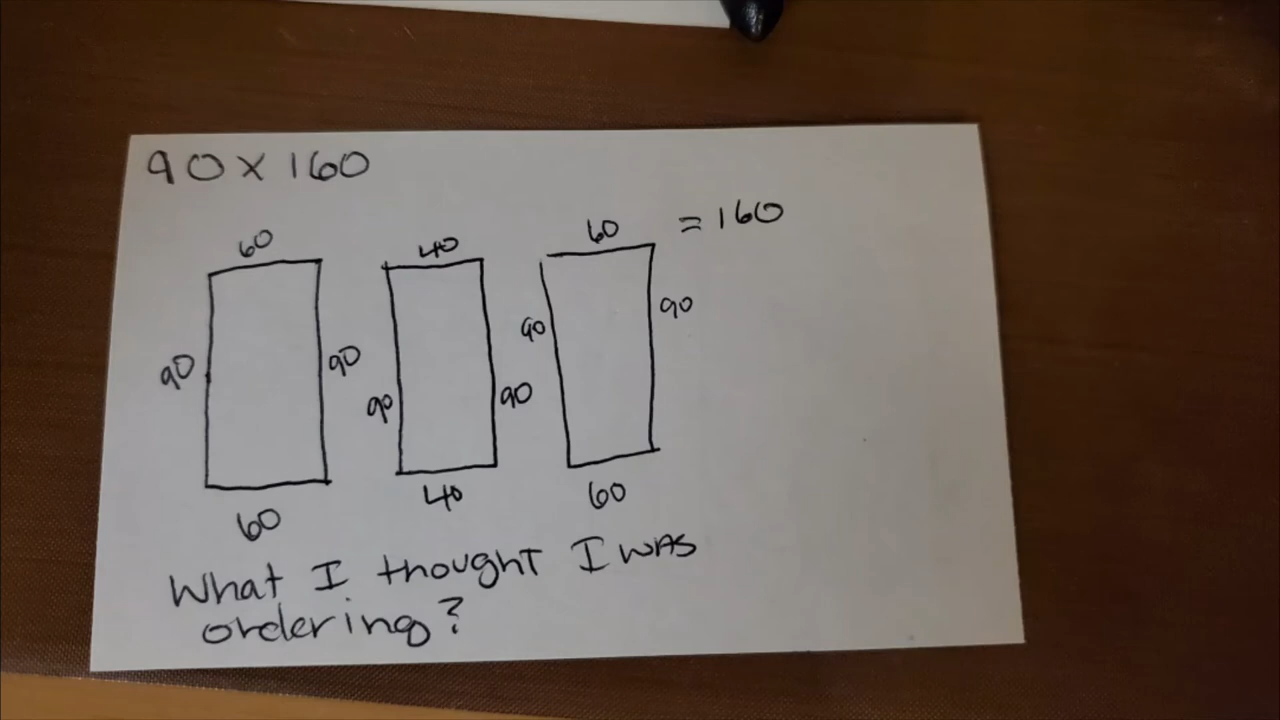 90 x 160
60 40 60 = 160
90 90 90 90 90 90
60 40 60
What I thought I was
ordering?